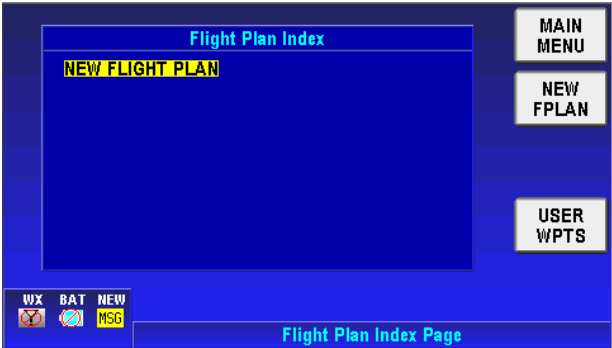 Flight Plan Index
NEW FLIGHT PLAN
MAIN
MENU
NEW
FPLAN
USER
WPTS
WX BAT NEW
MSG
Flight Plan Index Page